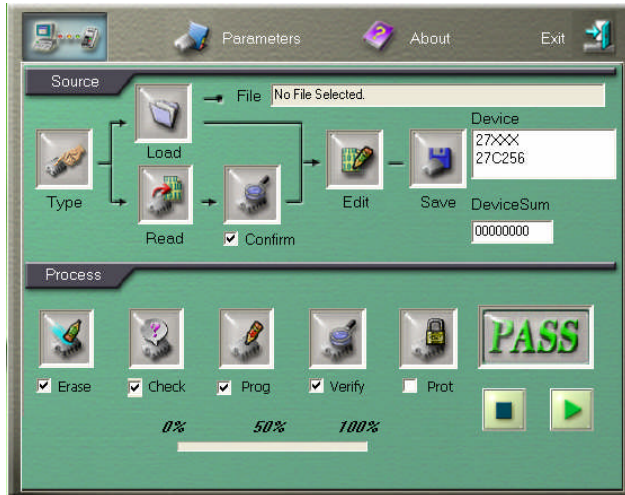 Parameters
About
Exit
Source
File
No File Selected.
Load
Device
27XXX
27C256
Type
Edit
Save
DeviceSum
00000000
Read
Confirm
Process
PASS
Erase
Check
Prog
Verify
Prot
0% 50% 100%